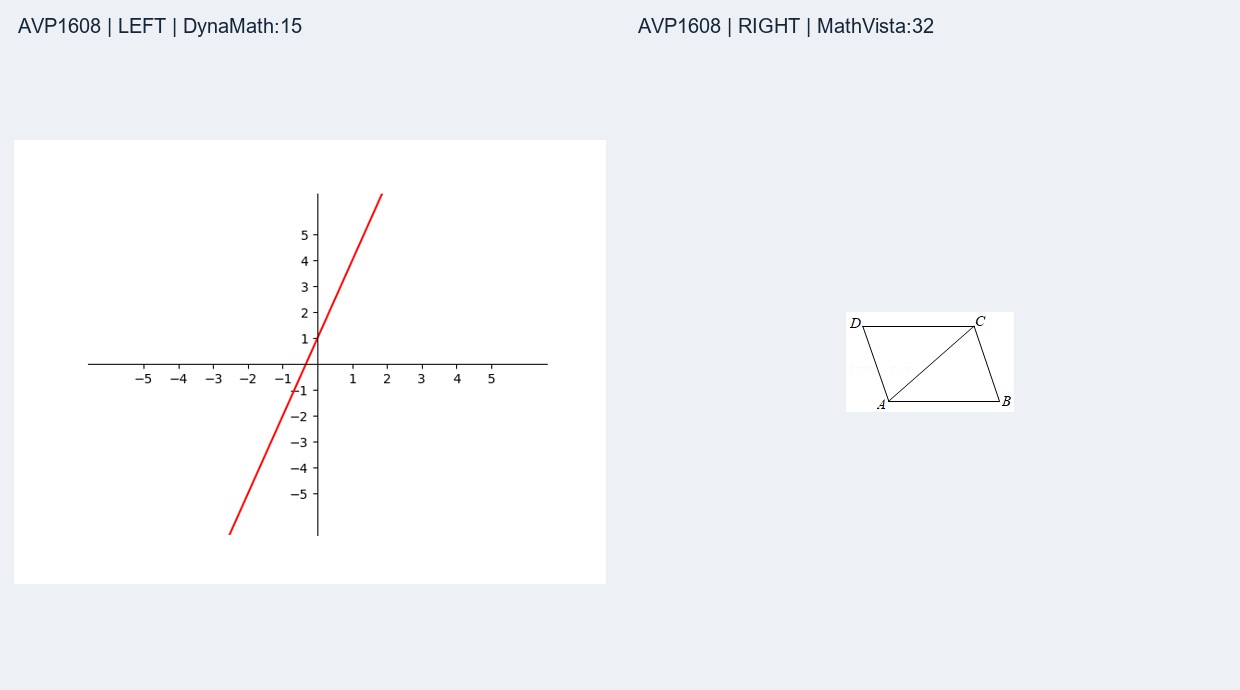 AVP1608 | LEFT | DynaMath:15
AVP1608 | RIGHT | MathVista:32
5
4
3
2
1
−5 −4 −3 −2 −1 1 2 3 4 5
−1
−2
−3
−4
−5
D C
A B